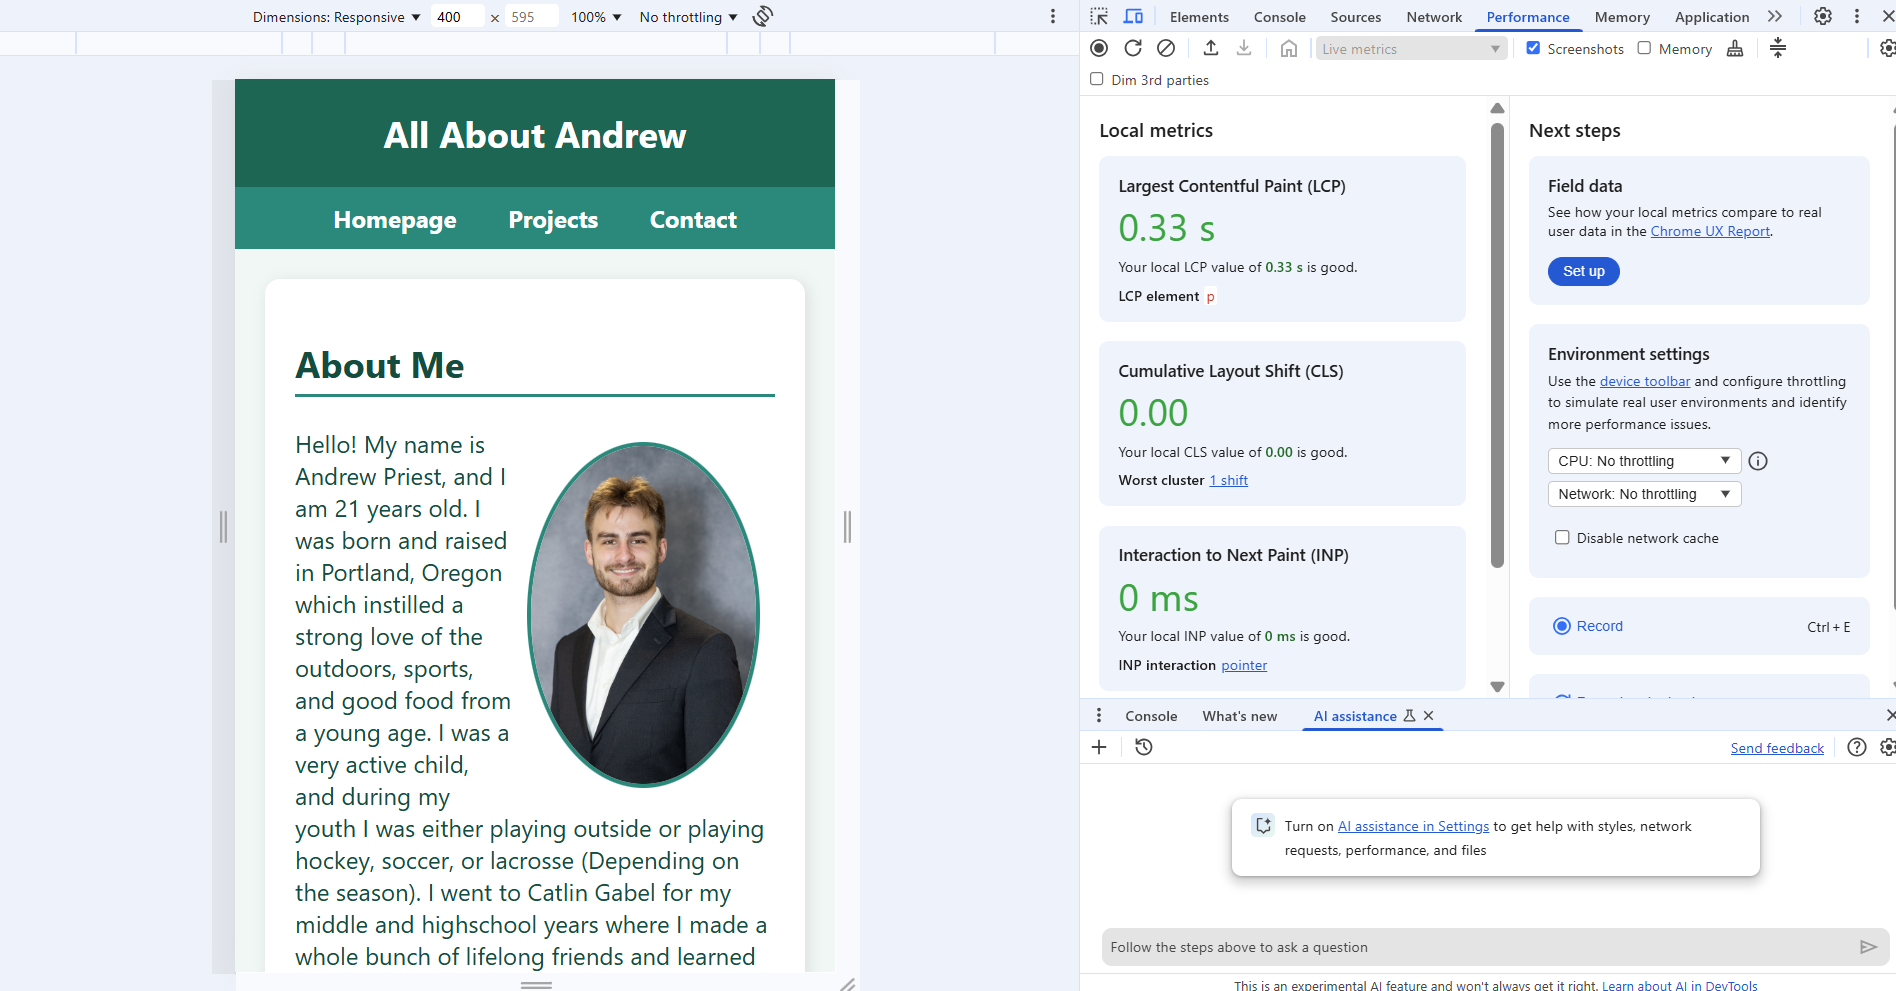 Dimensions: Responsive 400 × 595 100% No throttling
All About Andrew
Homepage Projects Contact
About Me
Hello! My name is
Andrew Priest, and I
am 21 years old. I
was born and raised
in Portland, Oregon
which instilled a
strong love of the
outdoors, sports,
and good food from
a young age. I was a
very active child,
and during my
youth I was either playing outside or playing
hockey, soccer, or lacrosse (Depending on
the season). I went to Catlin Gabel for my
middle and highschool years where I made a
whole bunch of lifelong friends and learned
Elements Console Sources Network Performance Memory Application
Live metrics Screenshots Memory
Dim 3rd parties
Local metrics
Largest Contentful Paint (LCP)
0.33 s
Your local LCP value of 0.33 s is good.
LCP element p
Cumulative Layout Shift (CLS)
0.00
Your local CLS value of 0.00 is good.
Worst cluster 1 shift
Interaction to Next Paint (INP)
0 ms
Your local INP value of 0 ms is good.
INP interaction pointer
Next steps
Field data
See how your local metrics compare to real
user data in the Chrome UX Report.
Set up
Environment settings
Use the device toolbar and configure throttling
to simulate real user environments and identify
more performance issues.
CPU: No throttling
Network: No throttling
Disable network cache
Record Ctrl + E
Console What's new AI assistance
Send feedback
Turn on AI assistance in Settings to get help with styles, network
requests, performance, and files
Follow the steps above to ask a question
This is an experimental AI feature and won't always get it right. Learn about AI in DevTools